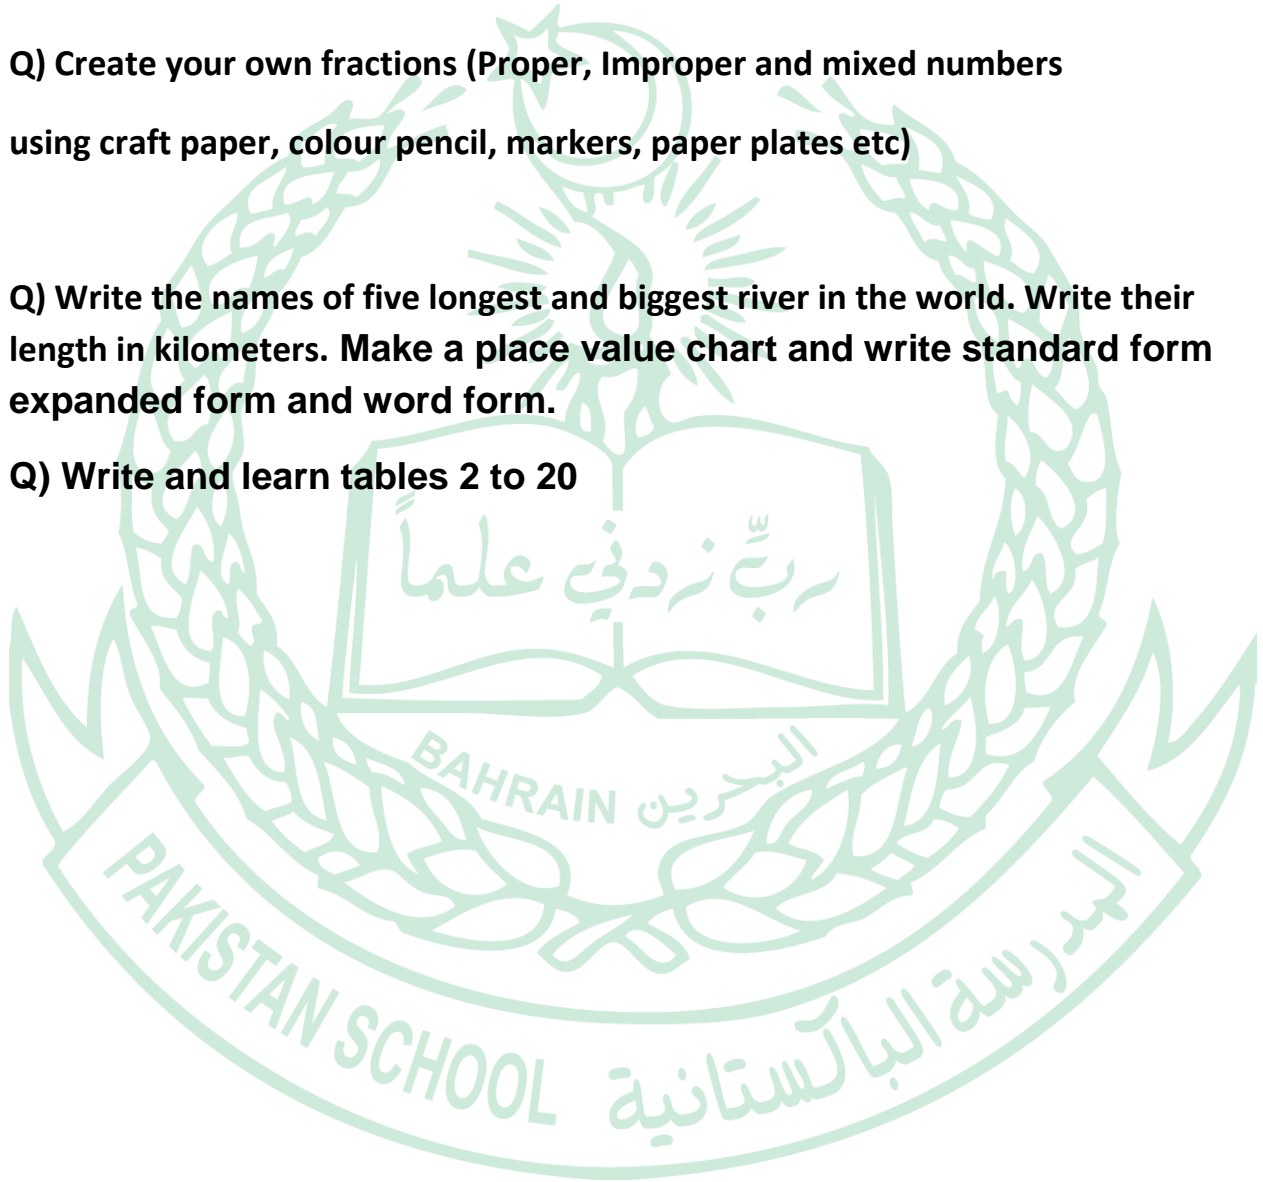 Q) Create your own fractions (Proper, Improper and mixed numbers
using craft paper, colour pencil, markers, paper plates etc)
Q) Write the names of five longest and biggest river in the world. Write their
length in kilometers. Make a place value chart and write standard form
expanded form and word form.
Q) Write and learn tables 2 to 20
ربِّ زدني علماً
BAHRAIN البحرين
PAKISTAN SCHOOL المدرسة الباكستانية